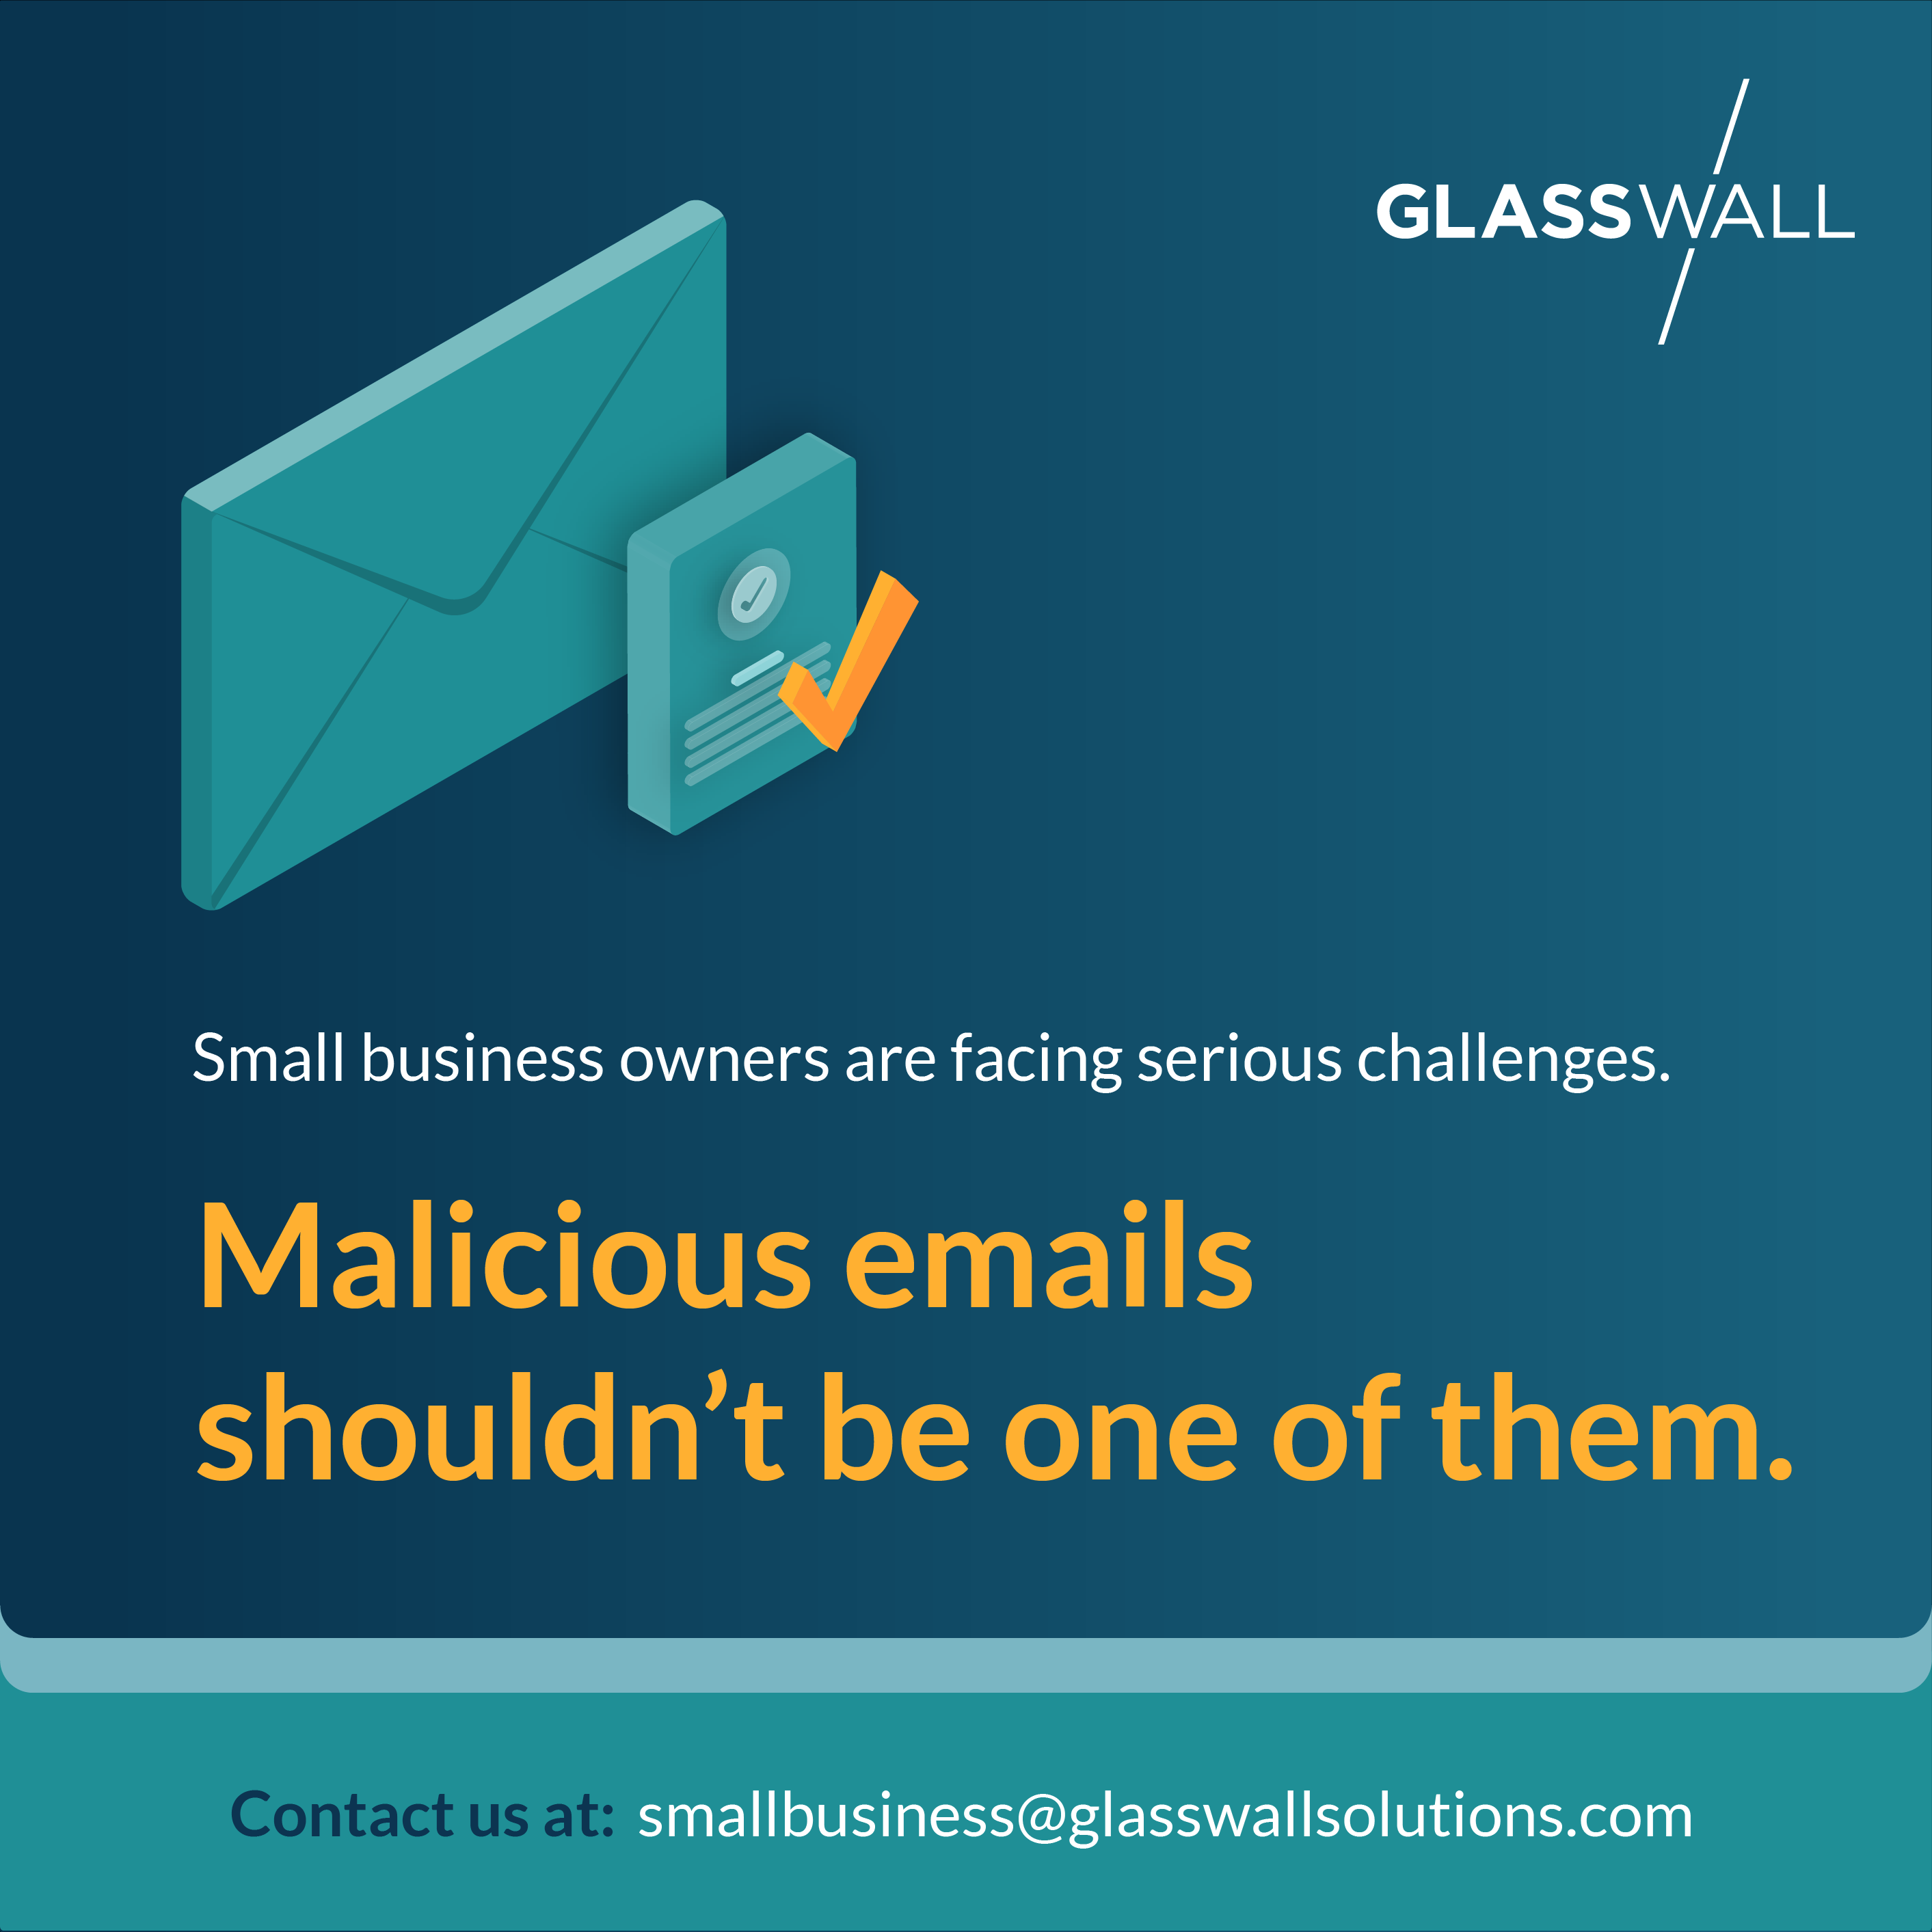 GLASSWALL
Small business owners are facing serious challenges.
Malicious emails
shouldn’t be one of them.
Contact us at: smallbusiness@glasswallsolutions.com